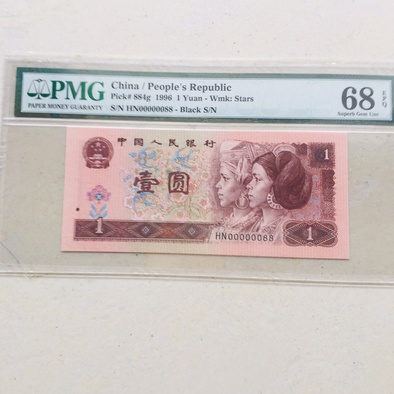 PMG
PAPER MONEY GUARANTY
China / People's Republic
Pick# 884g 1996 1 Yuan - Wmk: Stars
S/N HN00000088 - Black S/N
68 EPQ
Superb Gem Unc
中国人民银行
1
壹圆
HN00000088
1
1